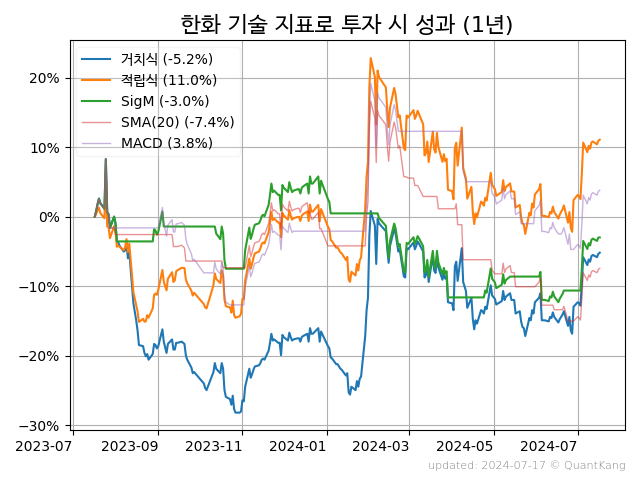 한화 기술 지표로 투자 시 성과 (1년)
거치식 (-5.2%)
적립식 (11.0%)
SigM (-3.0%)
SMA(20) (-7.4%)
MACD (3.8%)
20%
10%
0%
−10%
−20%
−30%
2023-07 2023-09 2023-11 2024-01 2024-03 2024-05 2024-07
updated: 2024-07-17 © QuantKang